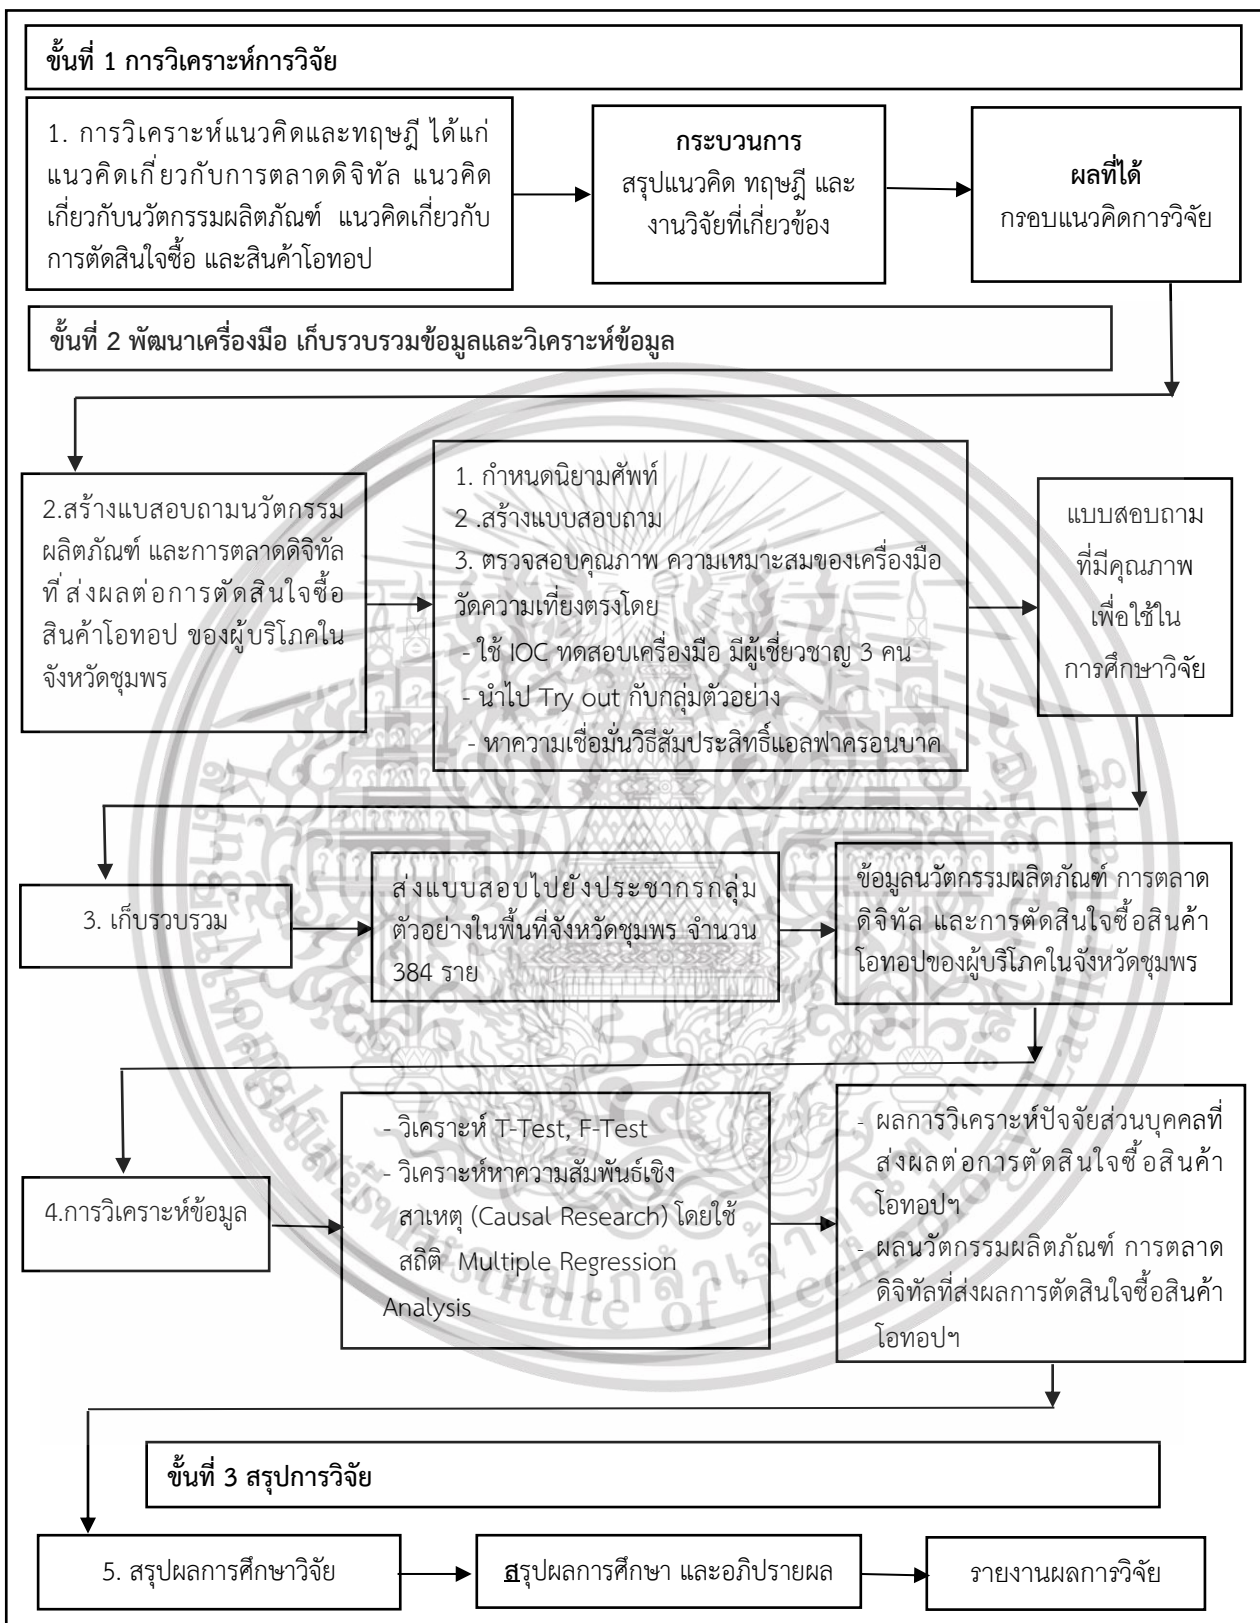 ขั้นที่ 1 การวิเคราะห์การวิจัย
1. การวิเคราะห์แนวคิดและทฤษฎี ได้แก่
แนวคิดเกี่ยวกับการตลาดดิจิทัล แนวคิด
เกี่ยวกับนวัตกรรมผลิตภัณฑ์ แนวคิดเกี่ยวกับ
การตัดสินใจซื้อ และสินค้าโอทอป
กระบวนการ
สรุปแนวคิด ทฤษฎี และ
งานวิจัยที่เกี่ยวข้อง
ผลที่ได้
กรอบแนวคิดการวิจัย
ขั้นที่ 2 พัฒนาเครื่องมือ เก็บรวบรวมข้อมูลและวิเคราะห์ข้อมูล
2.สร้างแบสอบถามนวัตกรรม
ผลิตภัณฑ์ และการตลาดดิจิทัล
ที่ส่งผลต่อการตัดสินใจซื้อ
สินค้าโอทอป ของผู้บริโภคใน
จังหวัดชุมพร
1. กำหนดนิยามศัพท์
2 .สร้างแบบสอบถาม
3. ตรวจสอบคุณภาพ ความเหมาะสมของเครื่องมือ
วัดความเที่ยงตรงโดย
- ใช้ IOC ทดสอบเครื่องมือ มีผู้เชี่ยวชาญ 3 คน
- นำไป Try out กับกลุ่มตัวอย่าง
- หาความเชื่อมั่นวิธีสัมประสิทธิ์แอลฟาครอนบาค
แบบสอบถาม
ที่มีคุณภาพ
เพื่อใช้ใน
การศึกษาวิจัย
3. เก็บรวบรวม
ส่งแบบสอบไปยังประชากรกลุ่ม
ตัวอย่างในพื้นที่จังหวัดชุมพร จำนวน
384 ราย
ข้อมูลนวัตกรรมผลิตภัณฑ์ การตลาด
ดิจิทัล และการตัดสินใจซื้อสินค้า
โอทอปของผู้บริโภคในจังหวัดชุมพร
4.การวิเคราะห์ข้อมูล
- วิเคราะห์ T-Test, F-Test
- วิเคราะห์หาความสัมพันธ์เชิง
สาเหตุ (Causal Research) โดยใช้
สถิติ Multiple Regression
Analysis
- ผลการวิเคราะห์ปัจจัยส่วนบุคคลที่
ส่งผลต่อการตัดสินใจซื้อสินค้า
โอทอปฯ
- ผลนวัตกรรมผลิตภัณฑ์ การตลาด
ดิจิทัลที่ส่งผลการตัดสินใจซื้อสินค้า
โอทอปฯ
ขั้นที่ 3 สรุปการวิจัย
5. สรุปผลการศึกษาวิจัย
สรุปผลการศึกษา และอภิปรายผล
รายงานผลการวิจัย